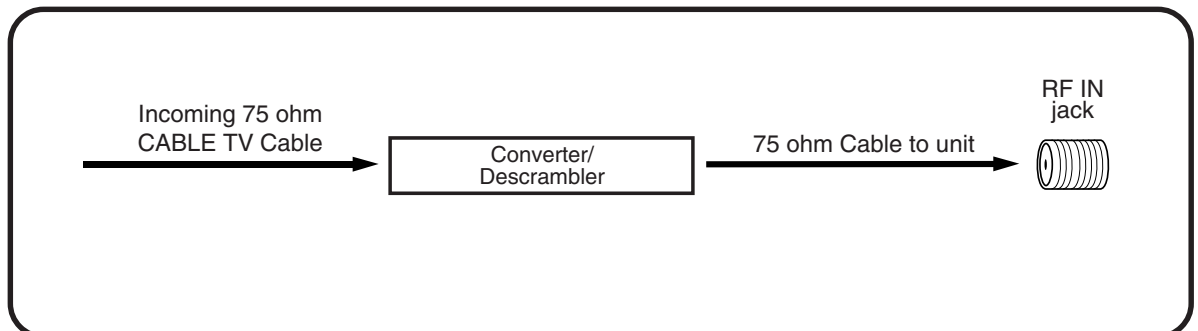 Incoming 75 ohm
CABLE TV Cable
Converter/
Descrambler
75 ohm Cable to unit
RF IN
jack